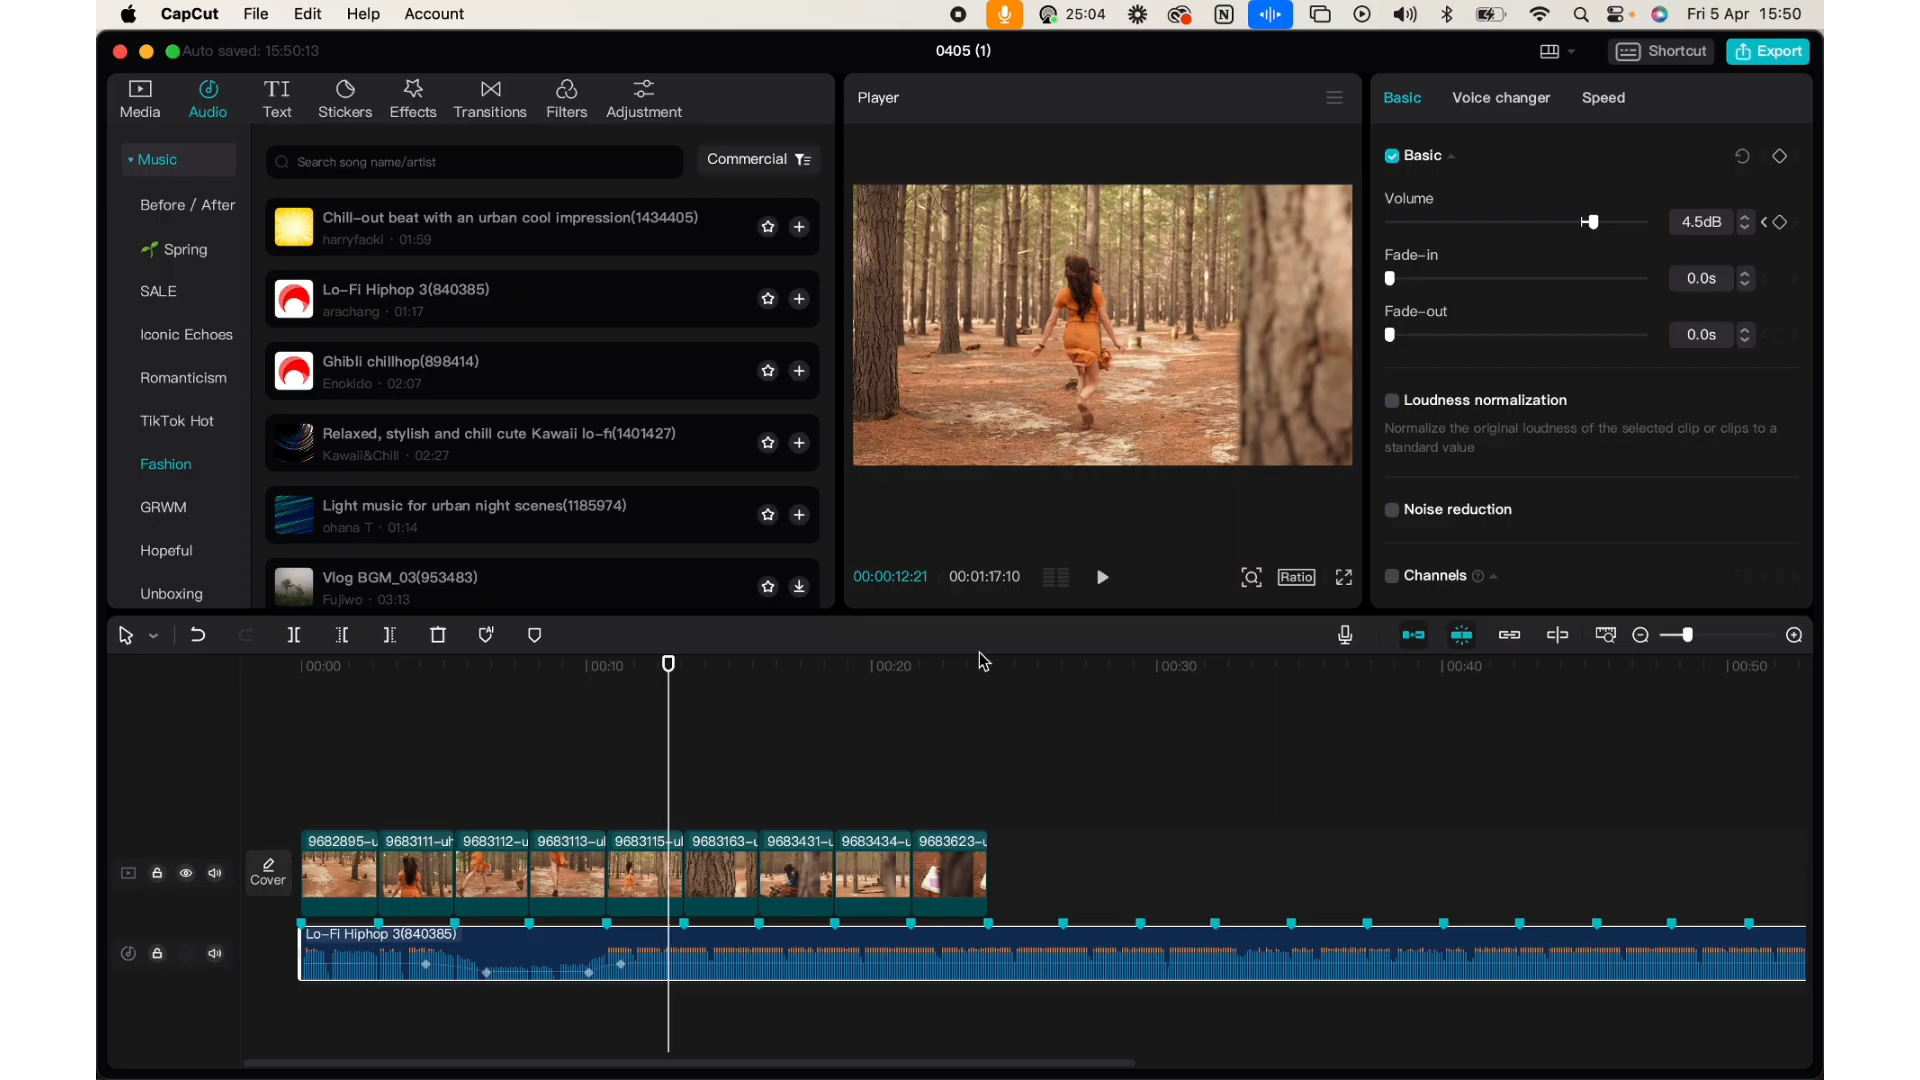 CapCut File Edit Help Account
25:04
Fri 5 Apr 15:50
Auto saved: 15:50:13
0405 (1)
Shortcut
Export
Media
Audio
Text
Stickers
Effects
Transitions
Filters
Adjustment
Music
Before / After
Spring
SALE
Iconic Echoes
Romanticism
TikTok Hot
Fashion
GRWM
Hopeful
Unboxing
Search song name/artist
Commercial
Chill-out beat with an urban cool impression(1434405)
harryfaoki · 01:59
Lo-Fi Hiphop 3(840385)
arachang · 01:17
Ghibli chillhop(898414)
Enokido · 02:07
Relaxed, stylish and chill cute Kawaii lo-fi(1401427)
Kawaii&Chill · 02:27
Light music for urban night scenes(1185974)
ohana T · 01:14
Vlog BGM_03(953483)
Fujiwo · 03:13
Player
00:00:12:21 00:01:17:10
Ratio
Basic Voice changer Speed
Basic
Volume
4.5dB
Fade-in
0.0s
Fade-out
0.0s
Loudness normalization
Normalize the original loudness of the selected clip or clips to a
standard value
Noise reduction
Channels
00:00 00:10 00:20 00:30 00:40 00:50
Cover
9682895-u 9683111-uh 9683112-u 9683113-ul 9683115-ul 9683163-u 9683431-u 9683434-u 9683623-u
Lo-Fi Hiphop 3(840385)